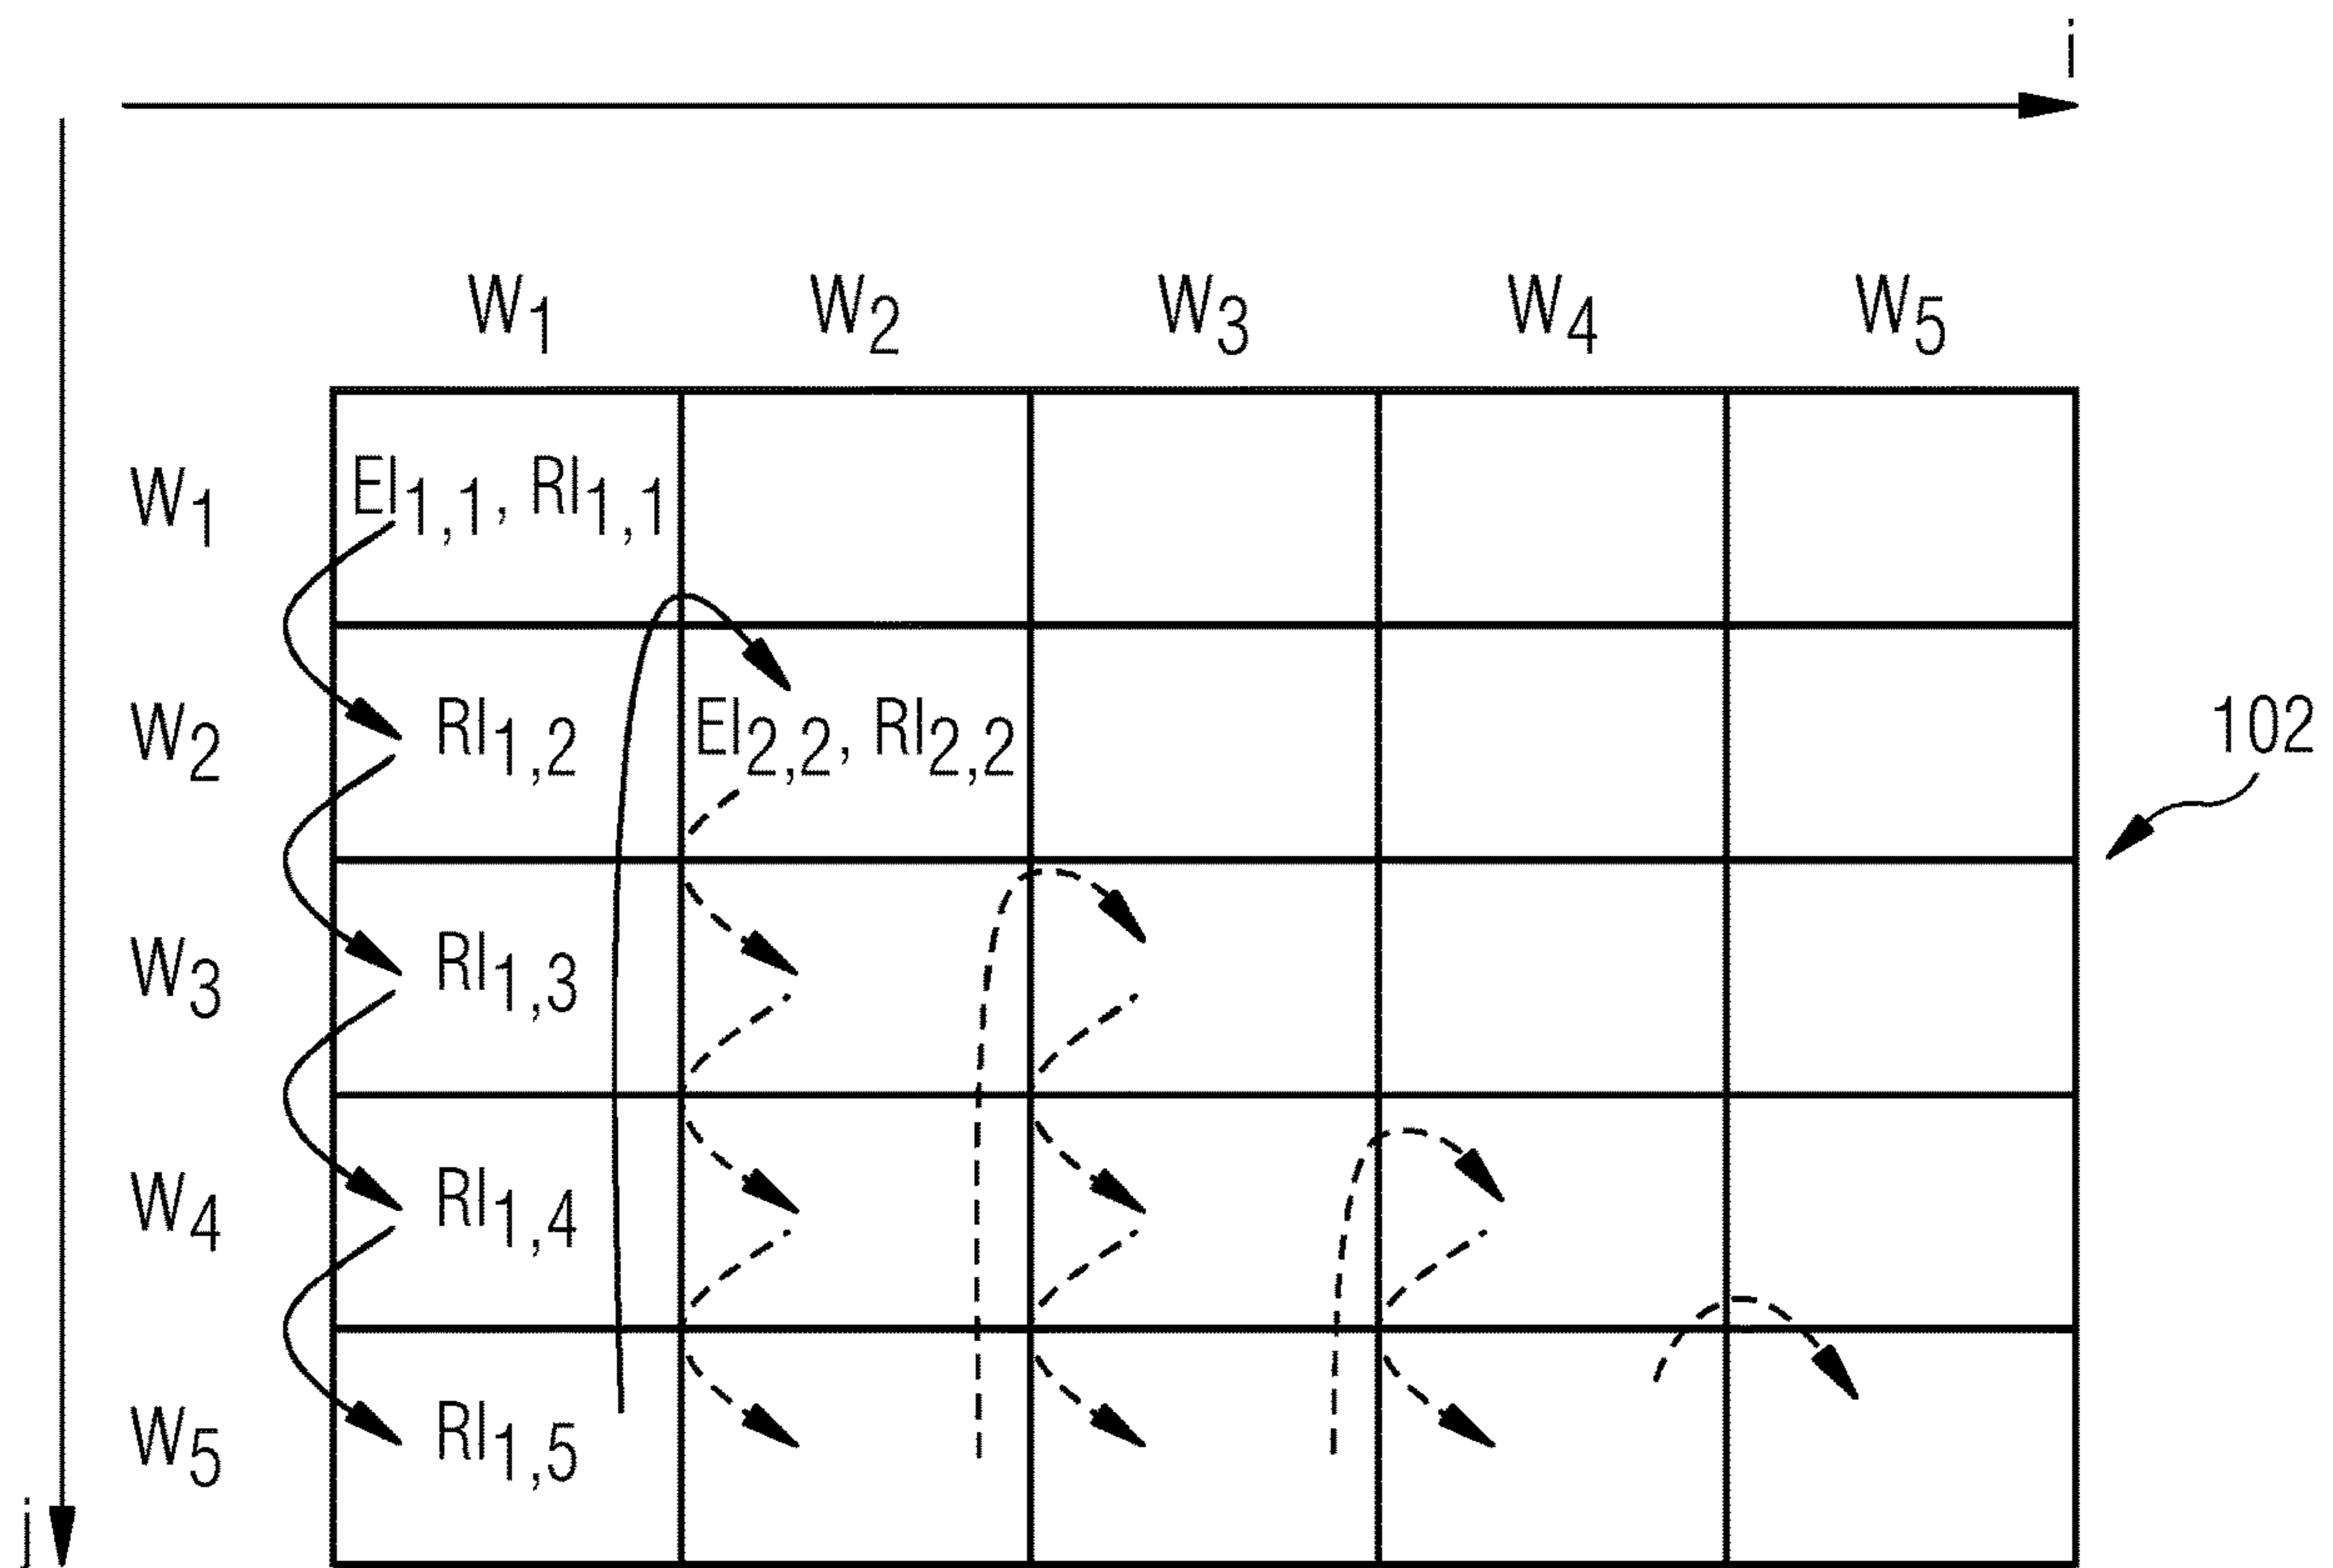 i
W1 W2 W3 W4 W5
W1 EI1,1, RI1,1
W2 RI1,2 EI2,2, RI2,2
102
W3 RI1,3
W4 RI1,4
W5 RI1,5
j